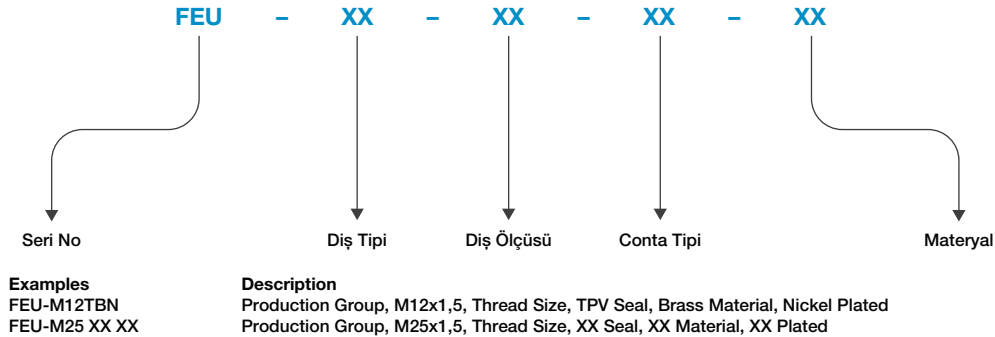 FEU – XX – XX – XX – XX
Seri No Diş Tipi Diş Ölçüsü Conta Tipi Materyal
Examples Description
FEU-M12TBN Production Group, M12x1,5, Thread Size, TPV Seal, Brass Material, Nickel Plated
FEU-M25 XX XX Production Group, M25x1,5, Thread Size, XX Seal, XX Material, XX Plated